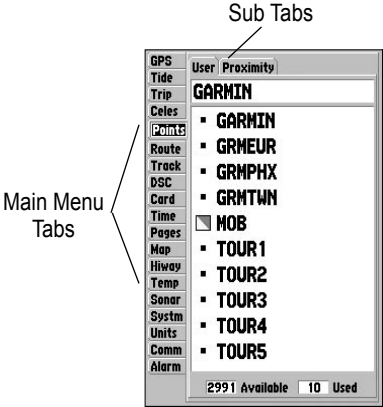 Sub Tabs
Main Menu
Tabs
GPS
Tide
Trip
Celes
Points
Route
Track
DSC
Card
Time
Pages
Map
Hiway
Temp
Sonar
Systm
Units
Comm
Alarm
User Proximity
GARMIN
GARMIN
GRMEUR
GRMPHX
GRMTWN
MOB
TOUR1
TOUR2
TOUR3
TOUR4
TOUR5
2991 Available 10 Used